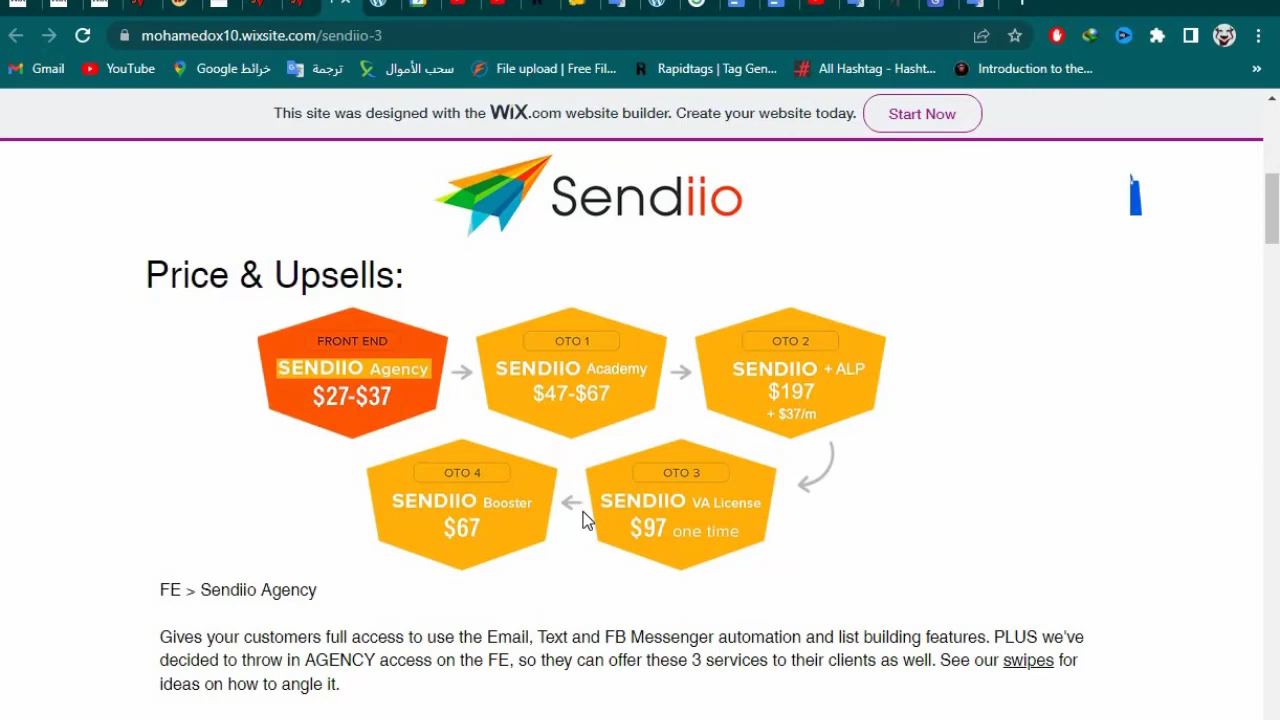 mohamedox10.wixsite.com/sendiio-3
Gmail YouTube خرائط Google ترجمة سحب الأموال File upload | Free Fil... Rapidtags | Tag Gen... All Hashtag - Hasht... Introduction to the... »
This site was designed with the WiX.com website builder. Create your website today. Start Now
Sendiio
Price & Upsells:
FRONT END
SENDIIO Agency
$27-$37
OTO 1
SENDIIO Academy
$47-$67
OTO 2
SENDIIO + ALP
$197
+ $37/m
OTO 4
SENDIIO Booster
$67
OTO 3
SENDIIO VA License
$97 one time
FE > Sendiio Agency
Gives your customers full access to use the Email, Text and FB Messenger automation and list building features. PLUS we've
decided to throw in AGENCY access on the FE, so they can offer these 3 services to their clients as well. See our swipes for
ideas on how to angle it.